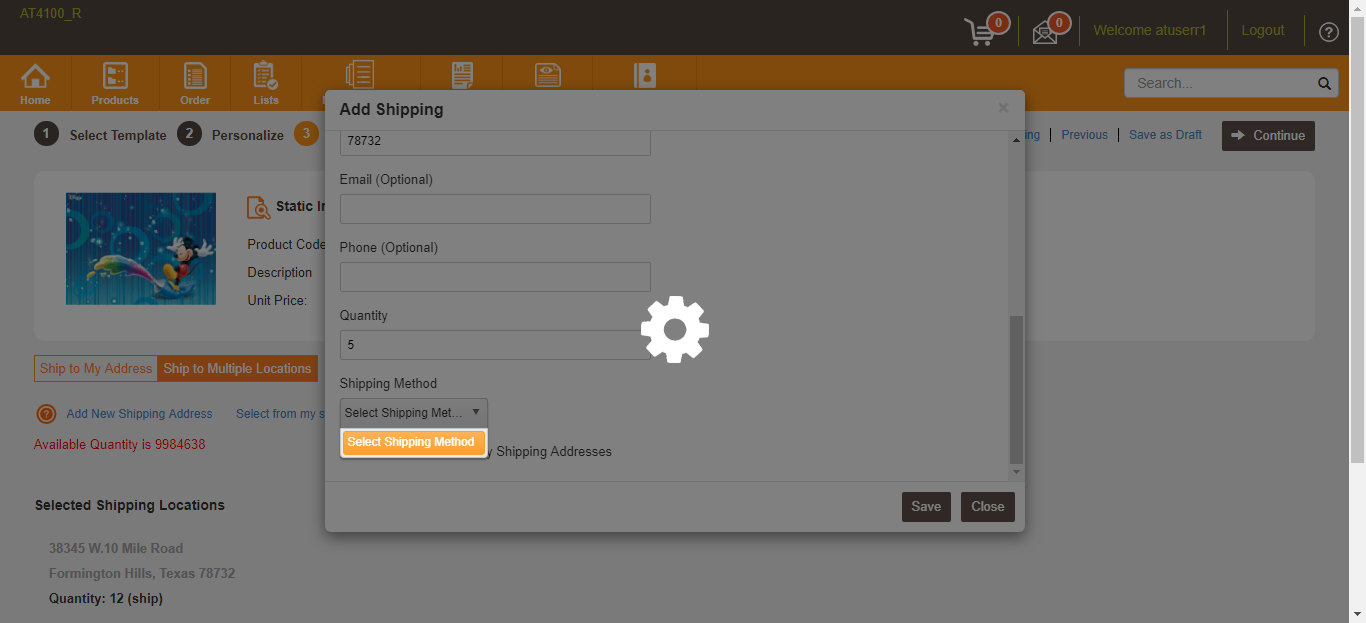 AT4100_R
0
0
Welcome atuserr1
Logout
?
Home
Products
Order
Lists
Search...
Add Shipping
×
1 Select Template 2 Personalize 3
Previous
Save as Draft
Continue
78732
Email (Optional)
Static
Phone (Optional)
Product Code
Description
Unit Price:
Quantity
5
Ship to My Address
Ship to Multiple Locations
Shipping Method
Select Shipping Met...
Add New Shipping Address
Select from my s
Select Shipping Method
Available Quantity is 9984638
y Shipping Addresses
Selected Shipping Locations
Save
Close
38345 W.10 Mile Road
Formington Hills, Texas 78732
Quantity: 12 (ship)